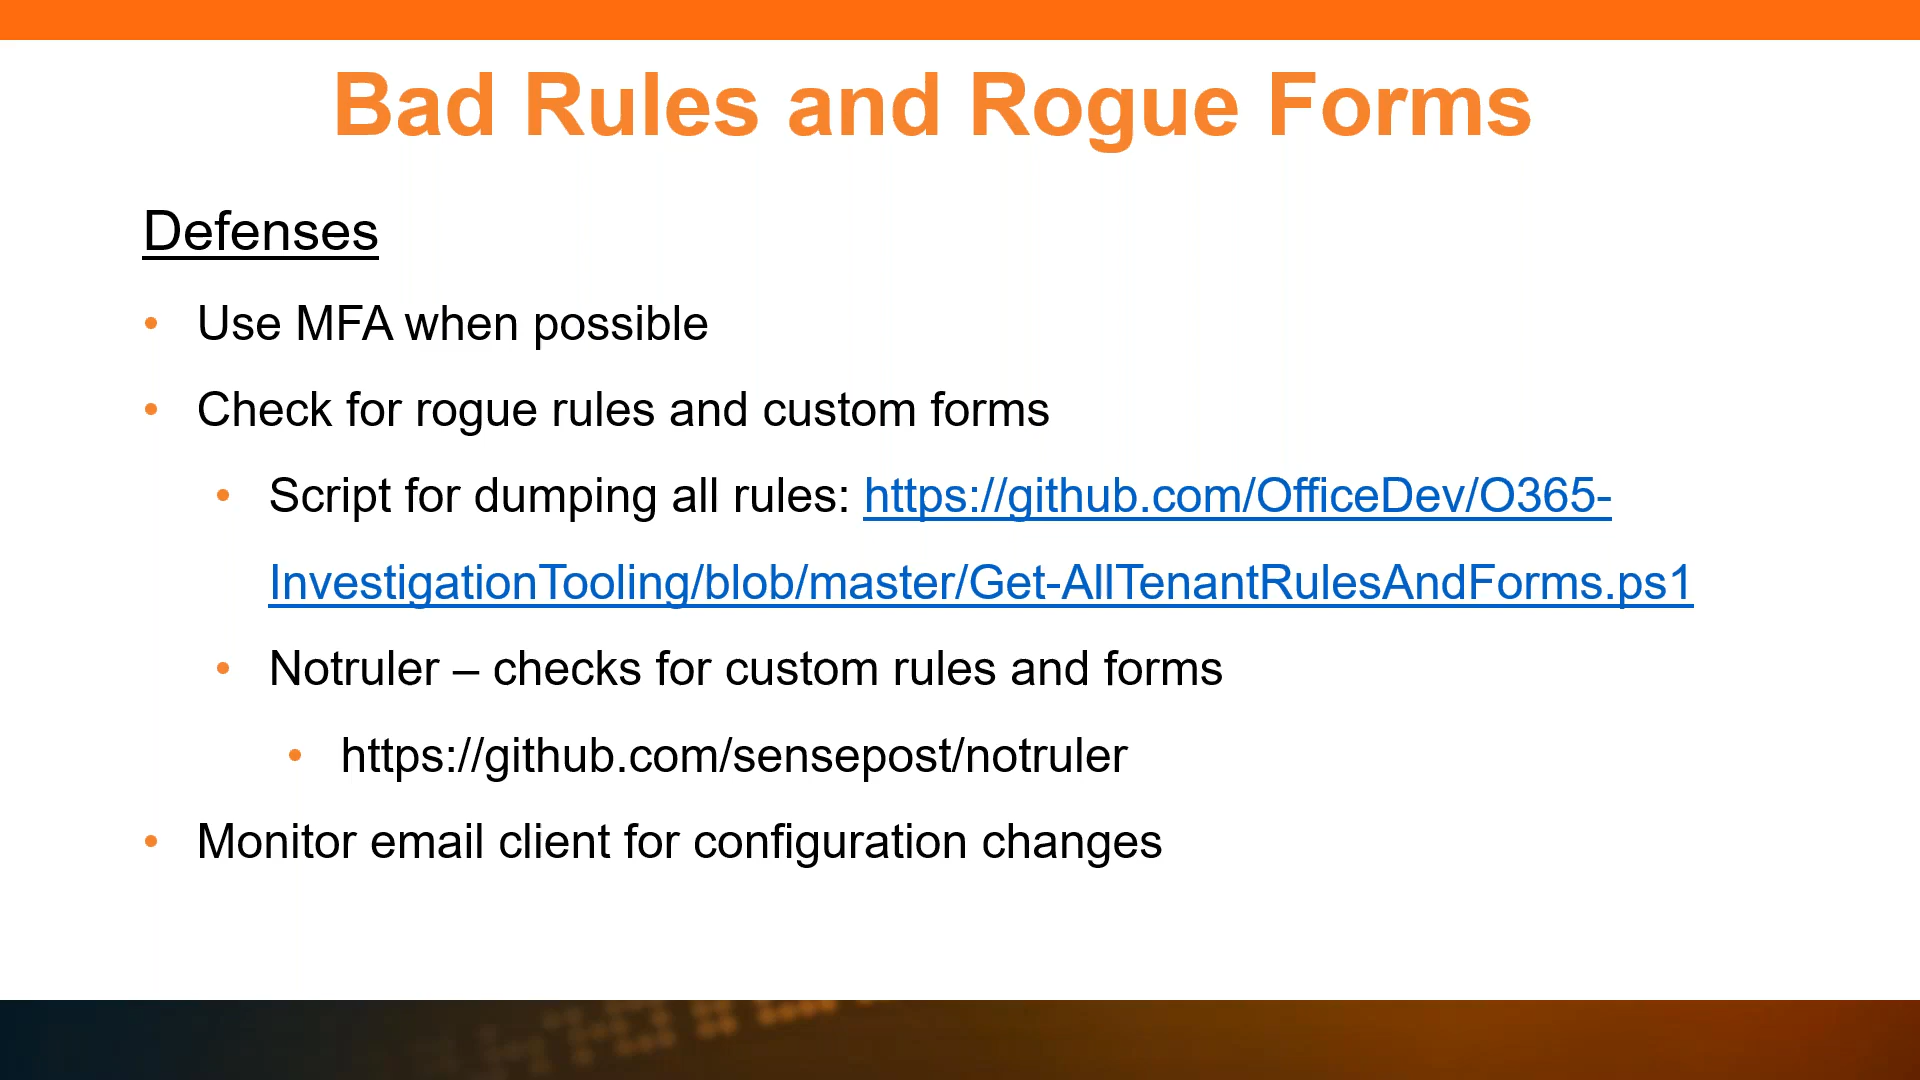 Bad Rules and Rogue Forms
Defenses
• Use MFA when possible
• Check for rogue rules and custom forms
• Script for dumping all rules: https://github.com/OfficeDev/O365-
InvestigationTooling/blob/master/Get-AllTenantRulesAndForms.ps1
• Notruler – checks for custom rules and forms
• https://github.com/sensepost/notruler
• Monitor email client for configuration changes